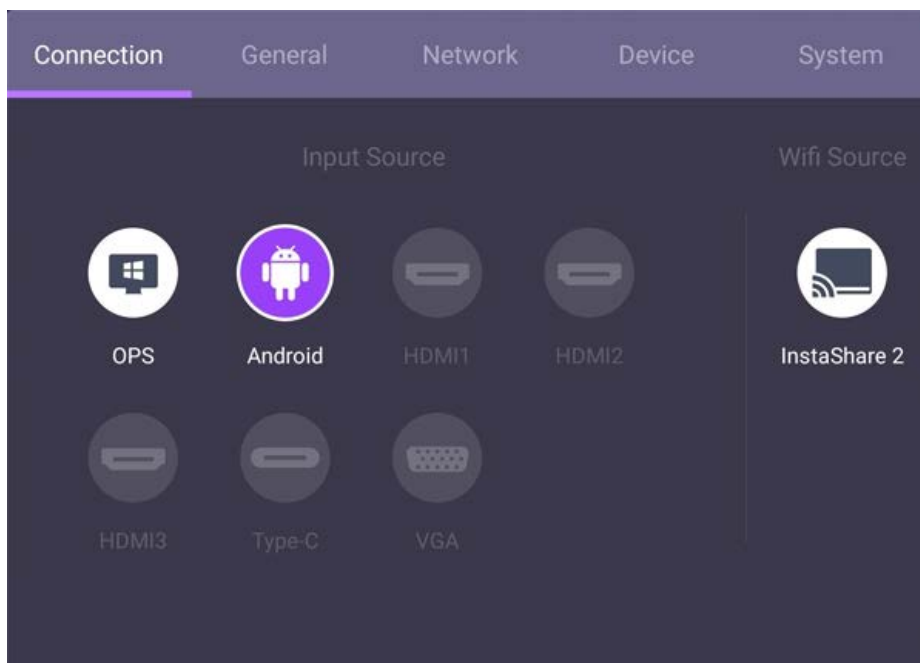 Connection General Network Device System
Input Source Wifi Source
OPS Android HDMI1 HDMI2 InstaShare 2
HDMI3 Type-C VGA